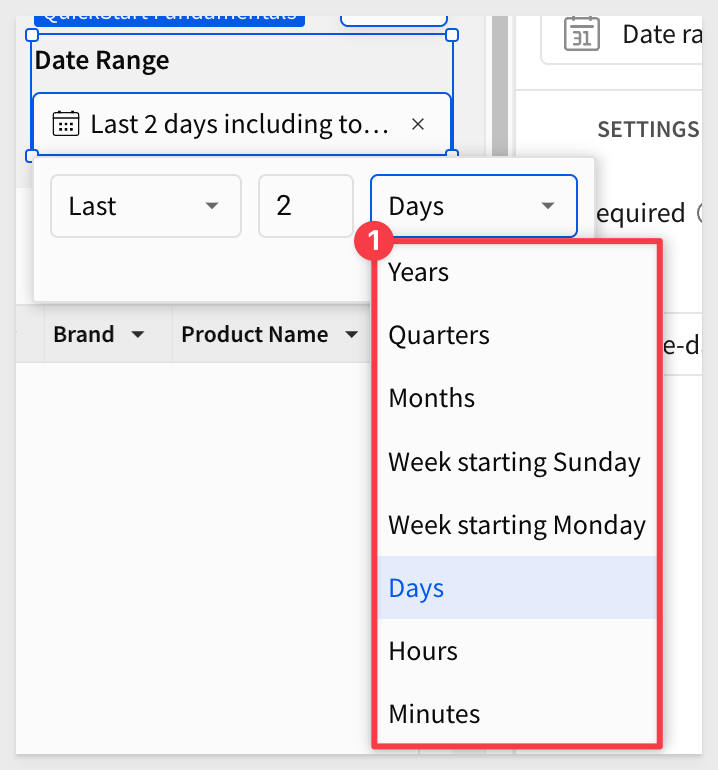 QuickStart Fundamentals
Date Range
Last 2 days including to…
Last
2
Days
1
Years
Quarters
Months
Week starting Sunday
Week starting Monday
Days
Hours
Minutes
Brand
Product Name
31
Date ra
SETTINGS
equired
e-d